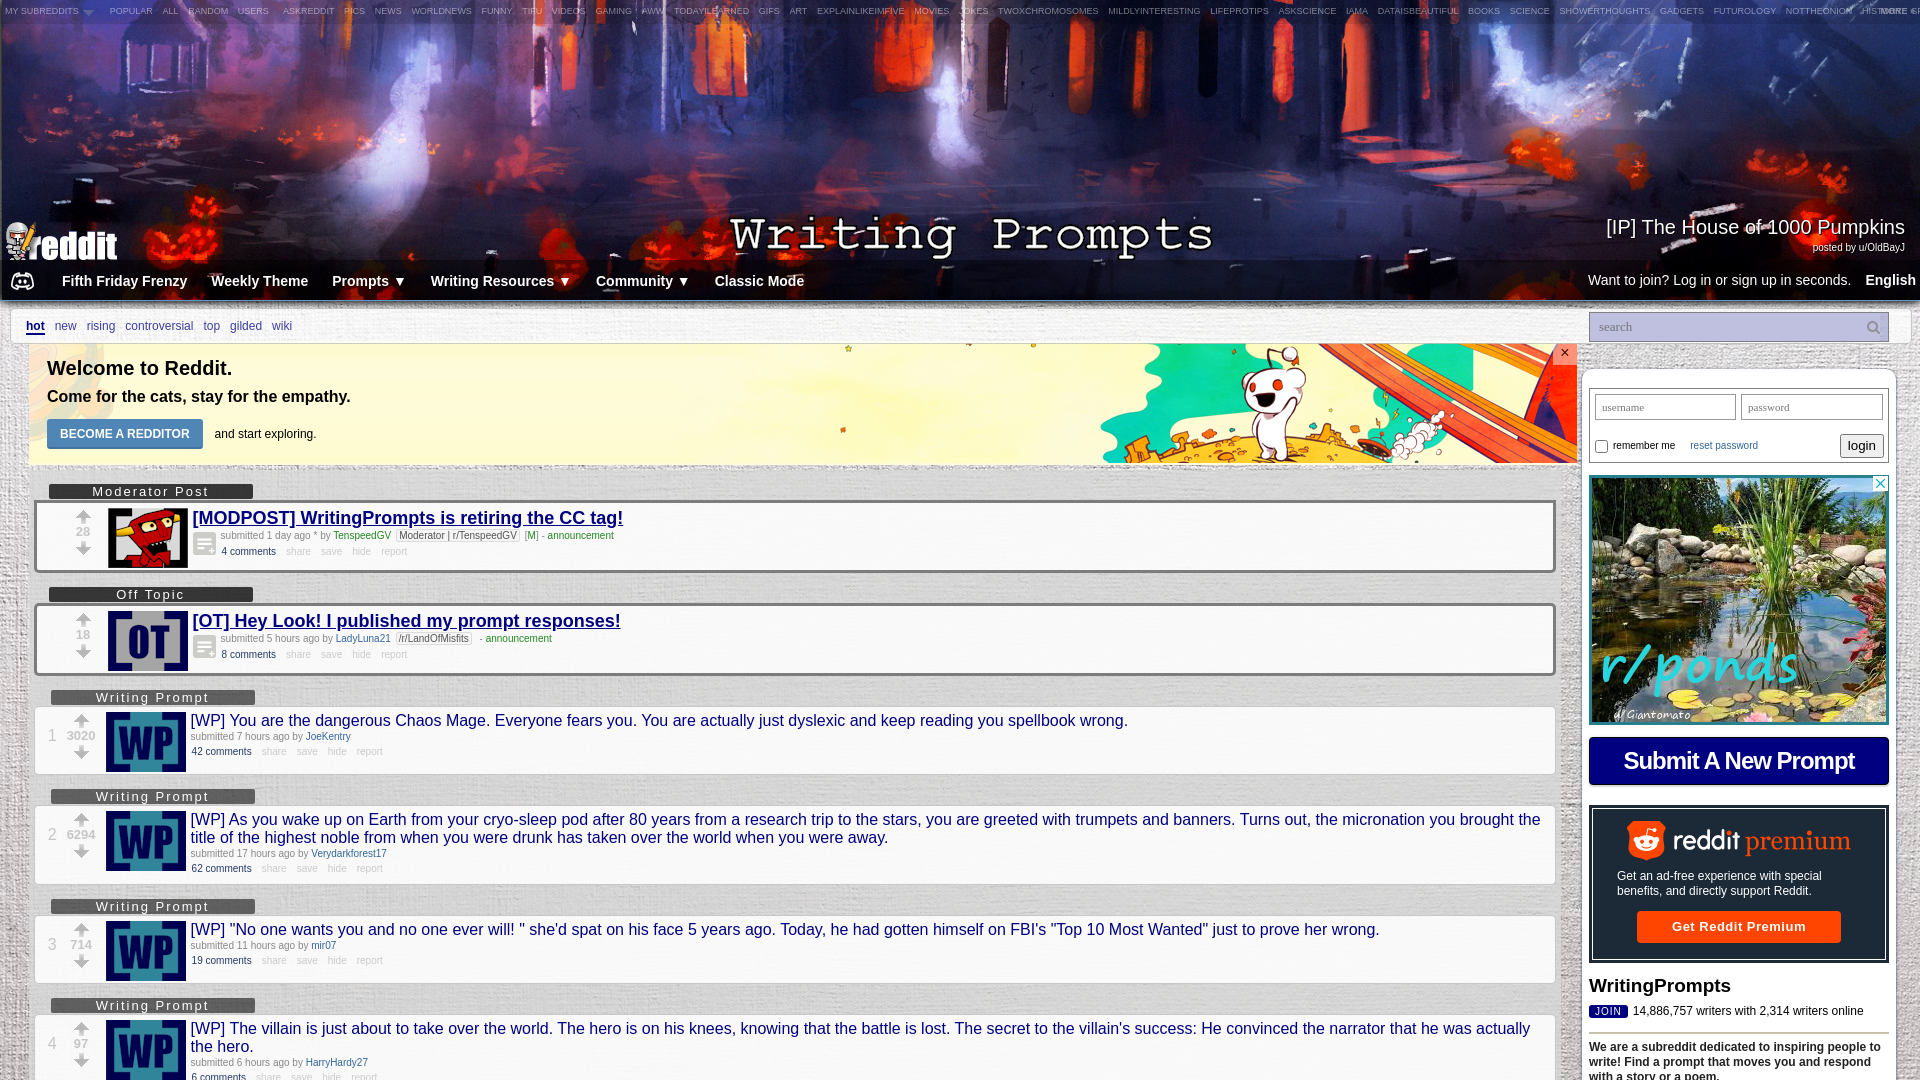 MY SUBREDDITS POPULAR ALL RANDOM USERS ASKREDDIT PICS NEWS WORLDNEWS FUNNY TIFU VIDEOS GAMING AWW TODAYILEARNED GIFS ART EXPLAINLIKEIMFIVE MOVIES JOKES TWOXCHROMOSOMES MILDLYINTERESTING LIFEPROTIPS ASKSCIENCE IAMA DATAISBEAUTIFUL BOOKS SCIENCE SHOWERTHOUGHTS GADGETS FUTUROLOGY NOTTHEONION MORE »
Writing Prompts
[IP] The House of 1000 Pumpkins
posted by u/OldBayJ
reddit
Fifth Friday Frenzy Weekly Theme Prompts ▼ Writing Resources ▼ Community ▼ Classic Mode
Want to join? Log in or sign up in seconds. English
hot new rising controversial top gilded wiki
search
Welcome to Reddit.
Come for the cats, stay for the empathy.
BECOME A REDDITOR and start exploring.
×
username password
remember me reset password login
Moderator Post
28
[MODPOST] WritingPrompts is retiring the CC tag!
submitted 1 day ago * by TenspeedGV Moderator | r/TenspeedGV [M] - announcement
4 comments share save hide report
Off Topic
18
OT
[OT] Hey Look! I published my prompt responses!
submitted 5 hours ago by LadyLuna21 /r/LandOfMisfits - announcement
8 comments share save hide report
Writing Prompt
1
3020
WP
[WP] You are the dangerous Chaos Mage. Everyone fears you. You are actually just dyslexic and keep reading you spellbook wrong.
submitted 7 hours ago by JoeKentry
42 comments share save hide report
Writing Prompt
2
6294
WP
[WP] As you wake up on Earth from your cryo-sleep pod after 80 years from a research trip to the stars, you are greeted with trumpets and banners. Turns out, the micronation you brought the
title of the highest noble from when you were drunk has taken over the world when you were away.
submitted 17 hours ago by Verydarkforest17
62 comments share save hide report
Writing Prompt
3
714
WP
[WP] "No one wants you and no one ever will! " she'd spat on his face 5 years ago. Today, he had gotten himself on FBI's "Top 10 Most Wanted" just to prove her wrong.
submitted 11 hours ago by mir07
19 comments share save hide report
Writing Prompt
4
97
WP
[WP] The villain is just about to take over the world. The hero is on his knees, knowing that the battle is lost. The secret to the villain's success: He convinced the narrator that he was actually
the hero.
submitted 6 hours ago by HarryHardy27
6 comments share save hide report
r/ponds
u/Giantomato
Submit A New Prompt
reddit premium
Get an ad-free experience with special
benefits, and directly support Reddit.
Get Reddit Premium
WritingPrompts
JOIN 14,886,757 writers with 2,314 writers online
We are a subreddit dedicated to inspiring people to
write! Find a prompt that moves you and respond
with a story or a poem.